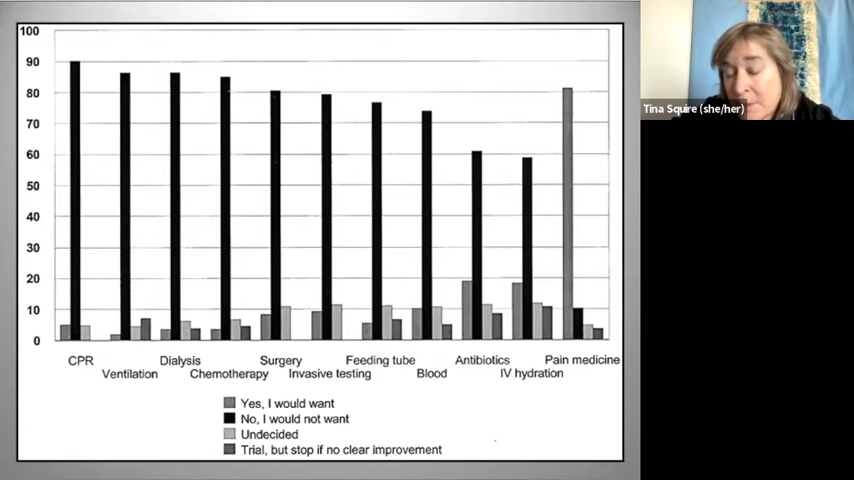 100
90
80
70
60
50
40
30
20
10
0
CPR Dialysis Surgery Feeding tube Antibiotics Pain medicine
Ventilation Chemotherapy Invasive testing Blood IV hydration
Yes, I would want
No, I would not want
Undecided
Trial, but stop if no clear improvement
Tina Squire (she/her)